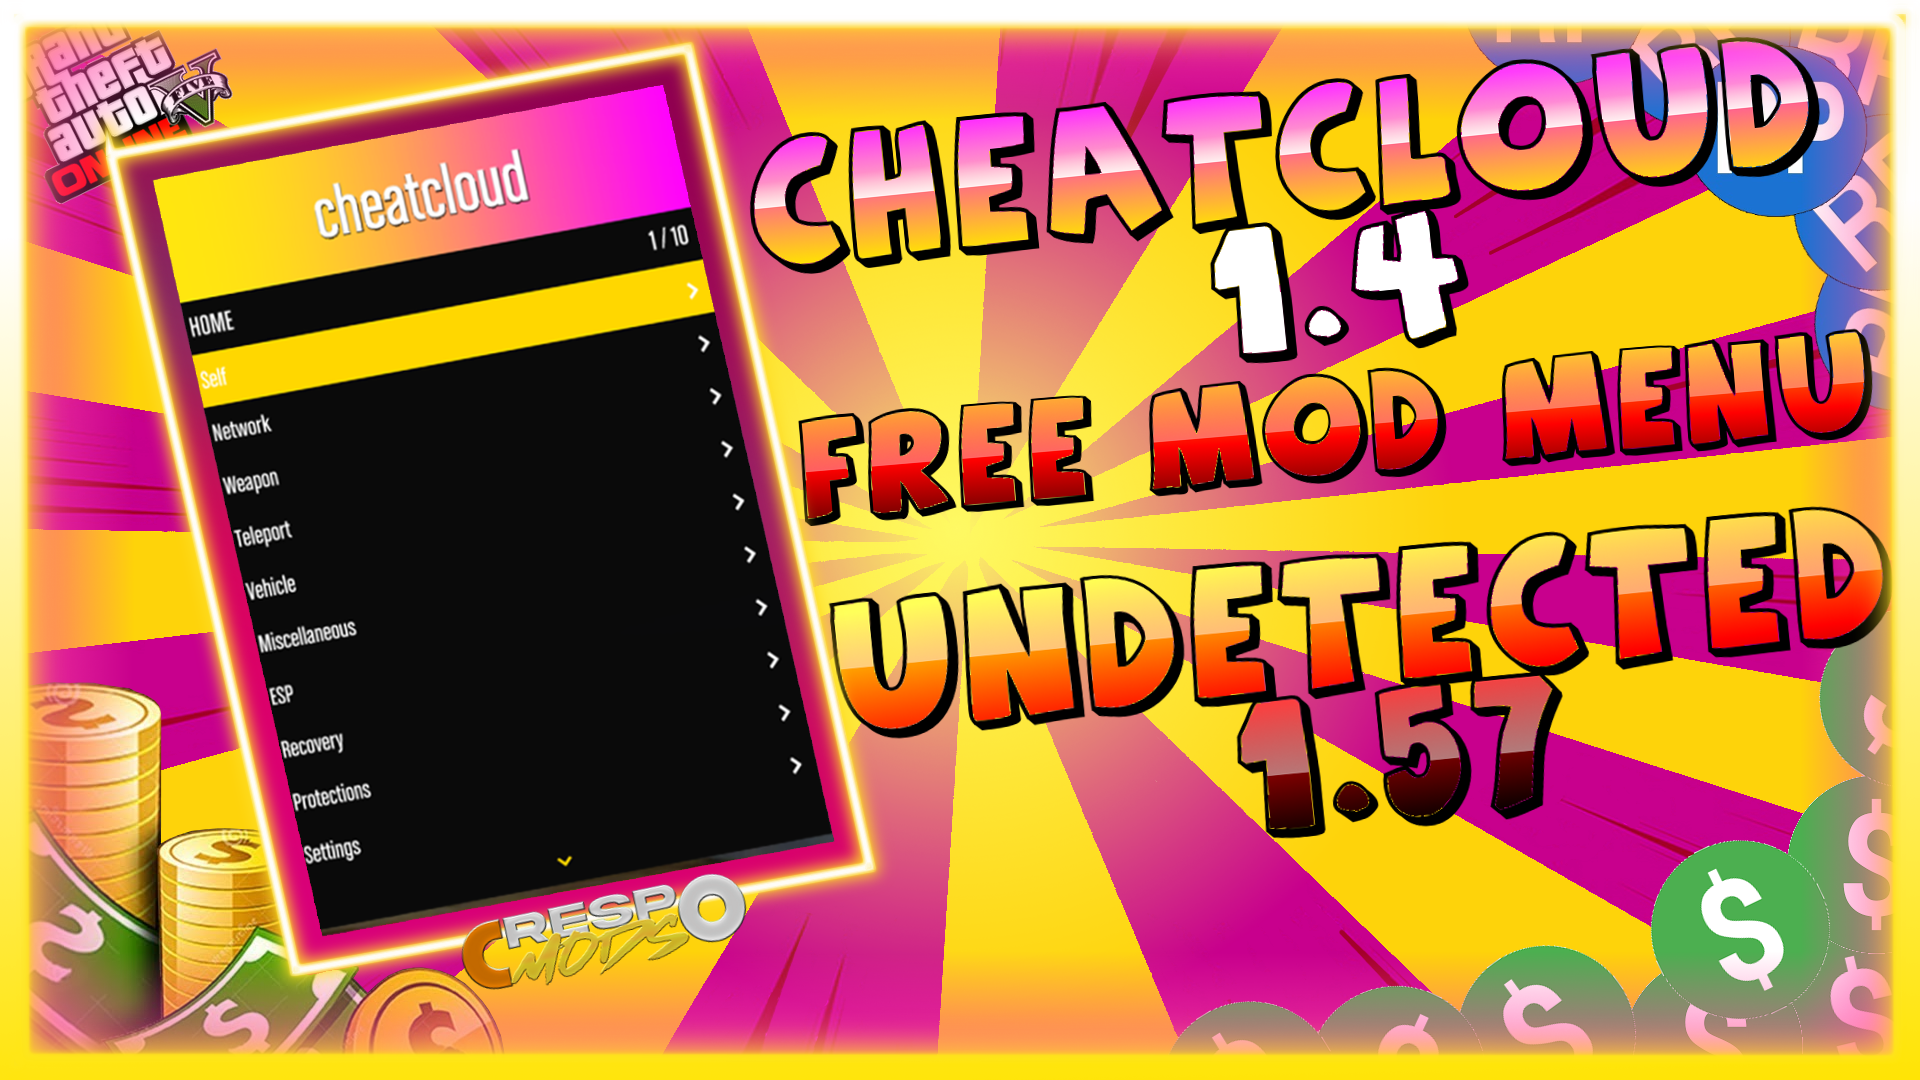 grand
theft
auto V
FIVE
ONLINE
cheatcloud
1 / 10
HOME
Self
Network
Weapon
Teleport
Vehicle
Miscellaneous
ESP
Recovery
Protections
Settings
CRESPO
MODS
CHEATCLOUD
1.4
FREE MOD MENU
UNDETECTED
1.57
RP
$
$
$
$
$